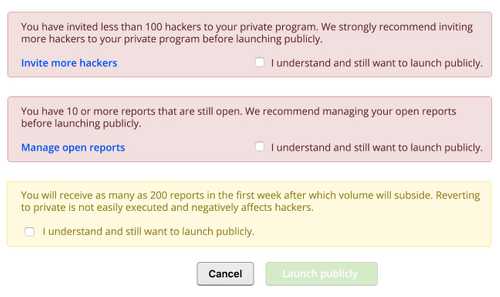 You have invited less than 100 hackers to your private program. We strongly recommend inviting
more hackers to your private program before launching publicly.
Invite more hackers
I understand and still want to launch publicly.
You have 10 or more reports that are still open. We recommend managing your open reports
before launching publicly.
Manage open reports
I understand and still want to launch publicly.
You will receive as many as 200 reports in the first week after which volume will subside. Reverting
to private is not easily executed and negatively affects hackers.
I understand and still want to launch publicly.
Cancel
Launch publicly